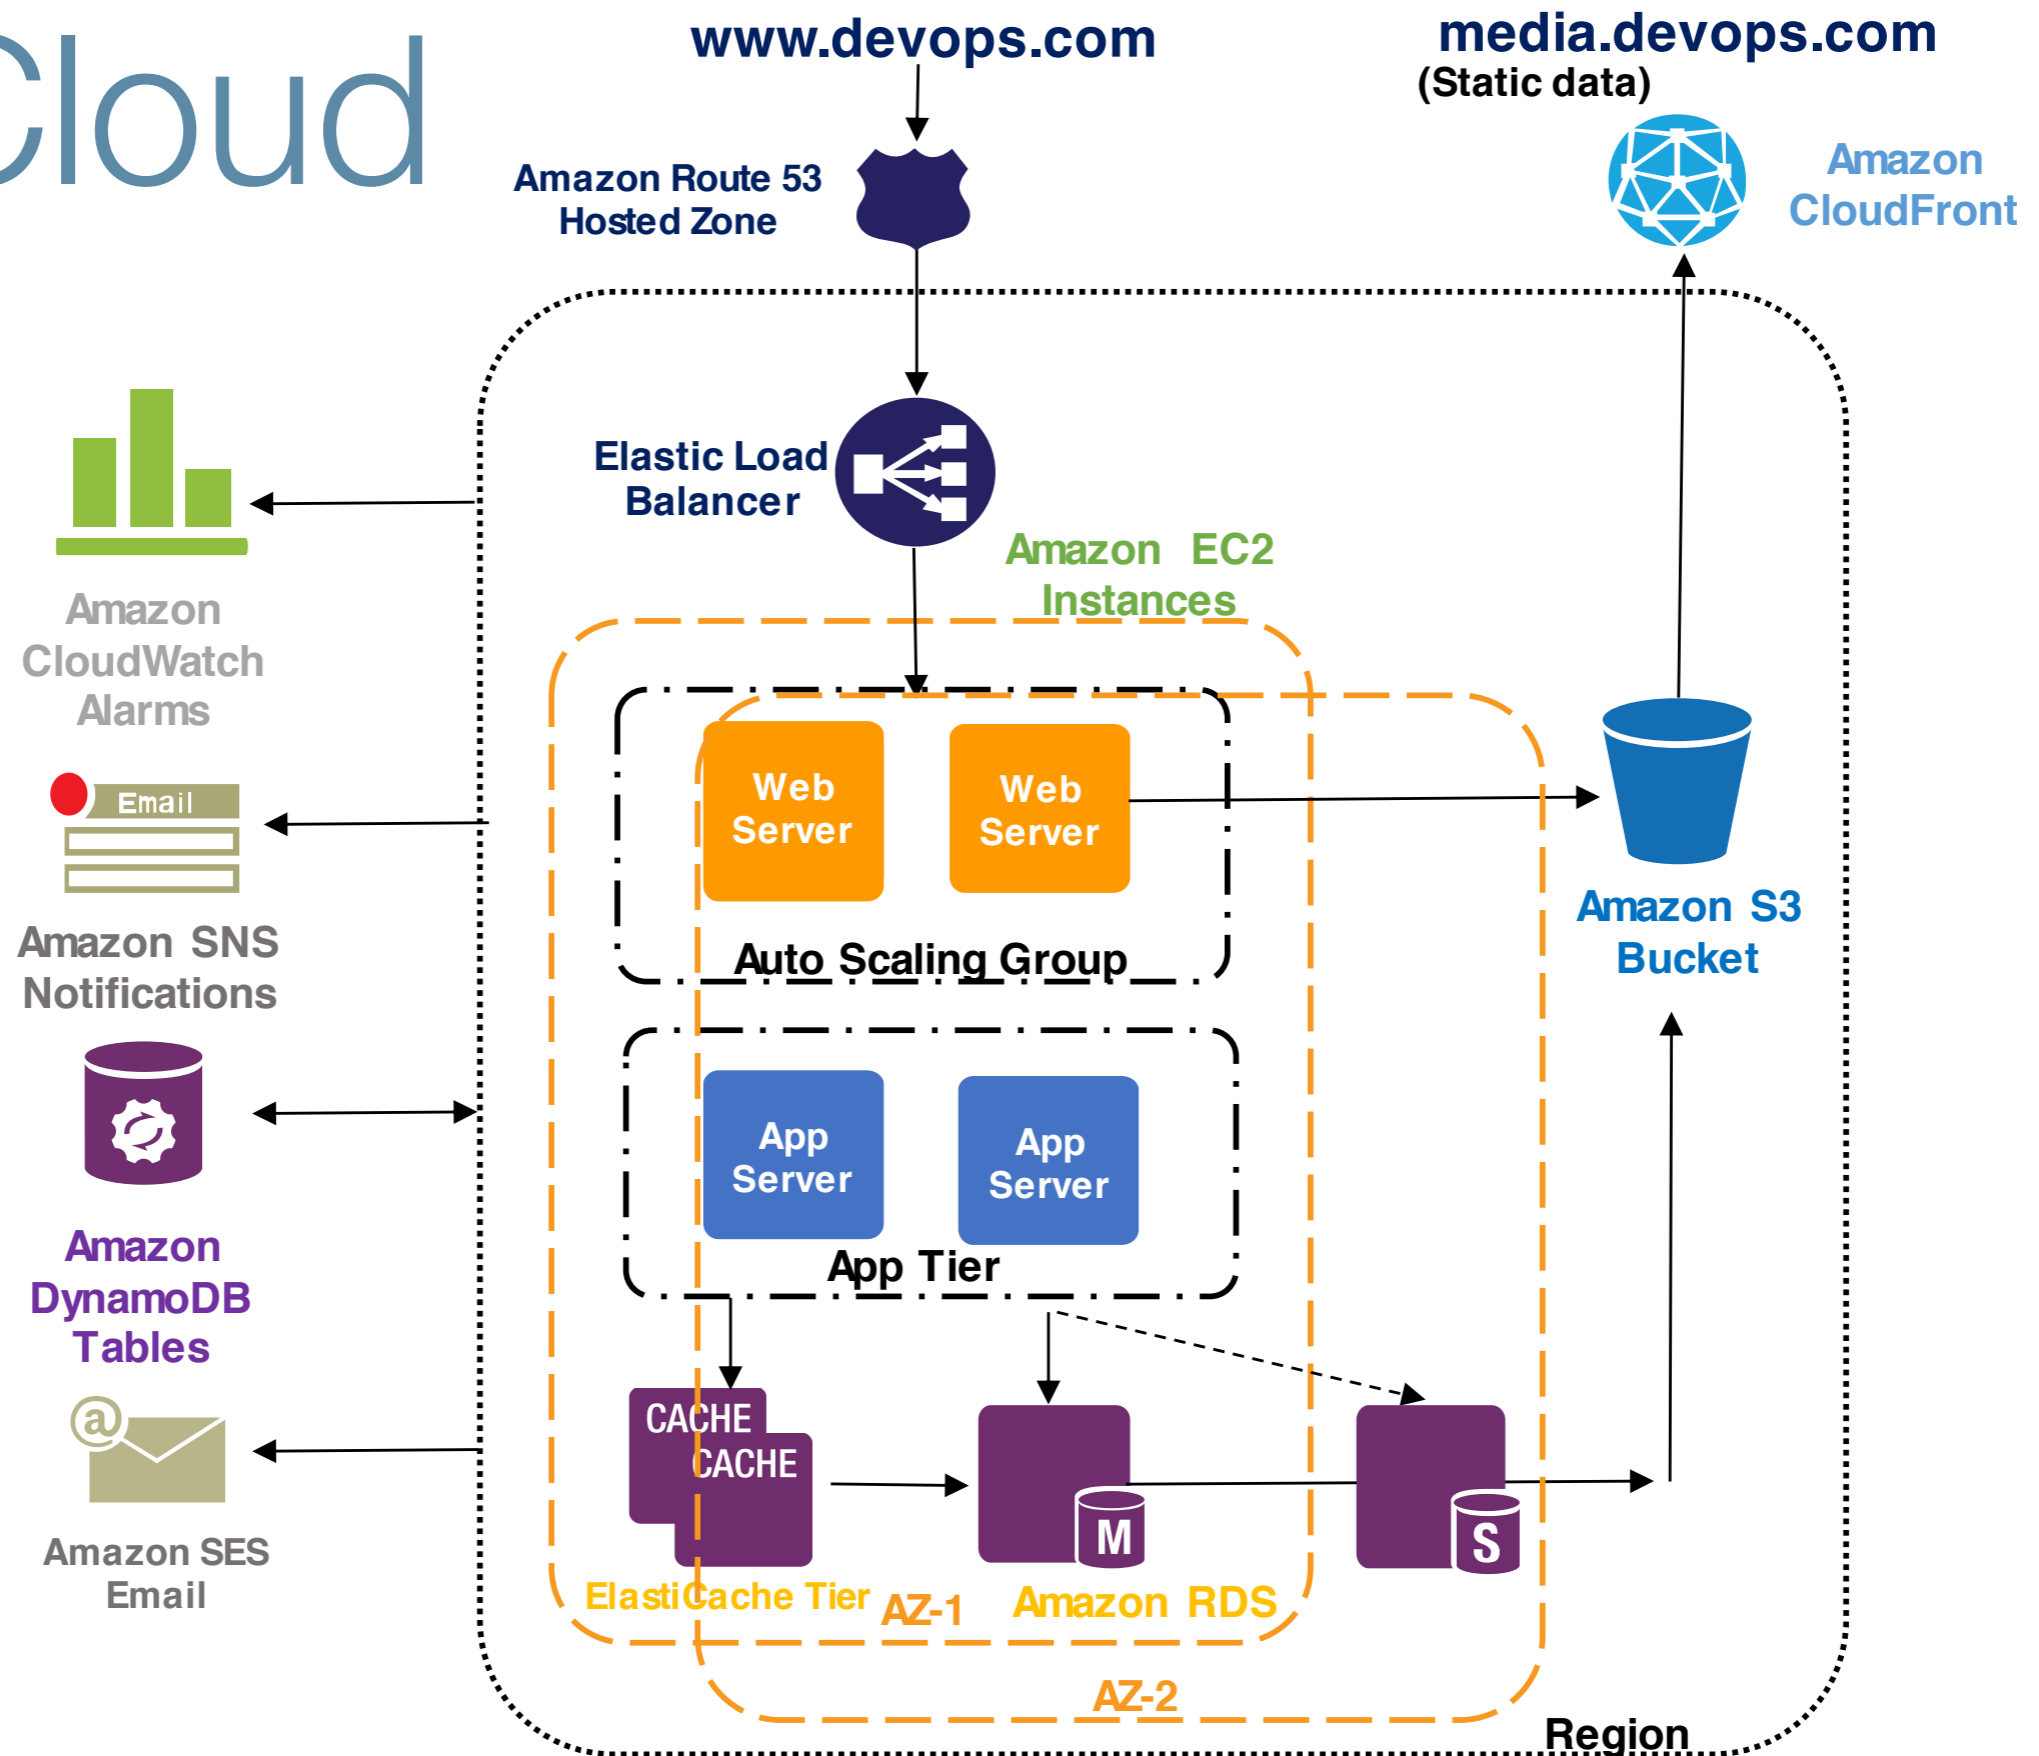 Cloud
www.devops.com
media.devops.com
(Static data)
Amazon Route 53
Hosted Zone
Amazon
CloudFront
Elastic Load
Balancer
Amazon EC2
Instances
Amazon
CloudWatch
Alarms
Web
Server
Web
Server
Email
Amazon S3
Bucket
Amazon SNS
Notifications
Auto Scaling Group
App
Server
App
Server
Amazon
DynamoDB
Tables
App Tier
CACHE
CACHE
@
M
S
Amazon SES
Email
ElastiCache Tier
AZ-1
Amazon RDS
AZ-2
Region